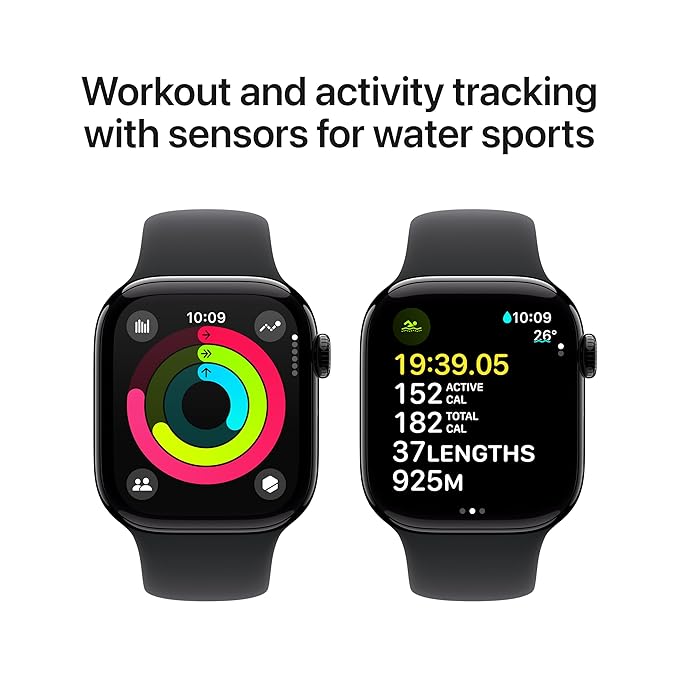 Workout and activity tracking
with sensors for water sports
10:09
10:09
26°
19:39.05
152 ACTIVE CAL
182 TOTAL CAL
37LENGTHS
925M